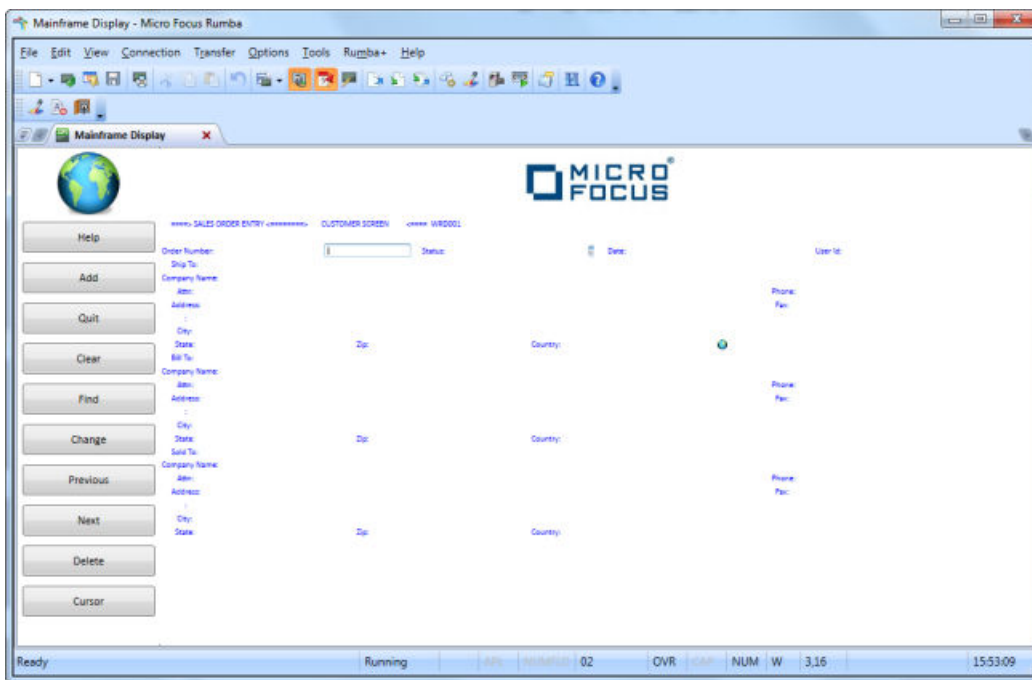 Mainframe Display - Micro Focus Rumba
File Edit View Connection Transfer Options Tools Rumba+ Help
Mainframe Display
MICRO
FOCUS
Help
Add
Quit
Clear
Find
Change
Previous
Next
Delete
Cursor
====> SALES ORDER ENTRY <========> CUSTOMER SCREEN <==== WRD001
Order Number: Status: Date: User Id:
Ship To:
Company Name:
Attn: Phone:
Address: Fax:
:
City:
State: Zip: Country:
Bill To:
Company Name:
Attn: Phone:
Address: Fax:
:
City:
State: Zip: Country:
Sold To:
Company Name:
Attn: Phone:
Address: Fax:
:
City:
State: Zip: Country:
Ready Running APL NUMFLD 02 OVR CAP NUM W 3,16 15:53:09